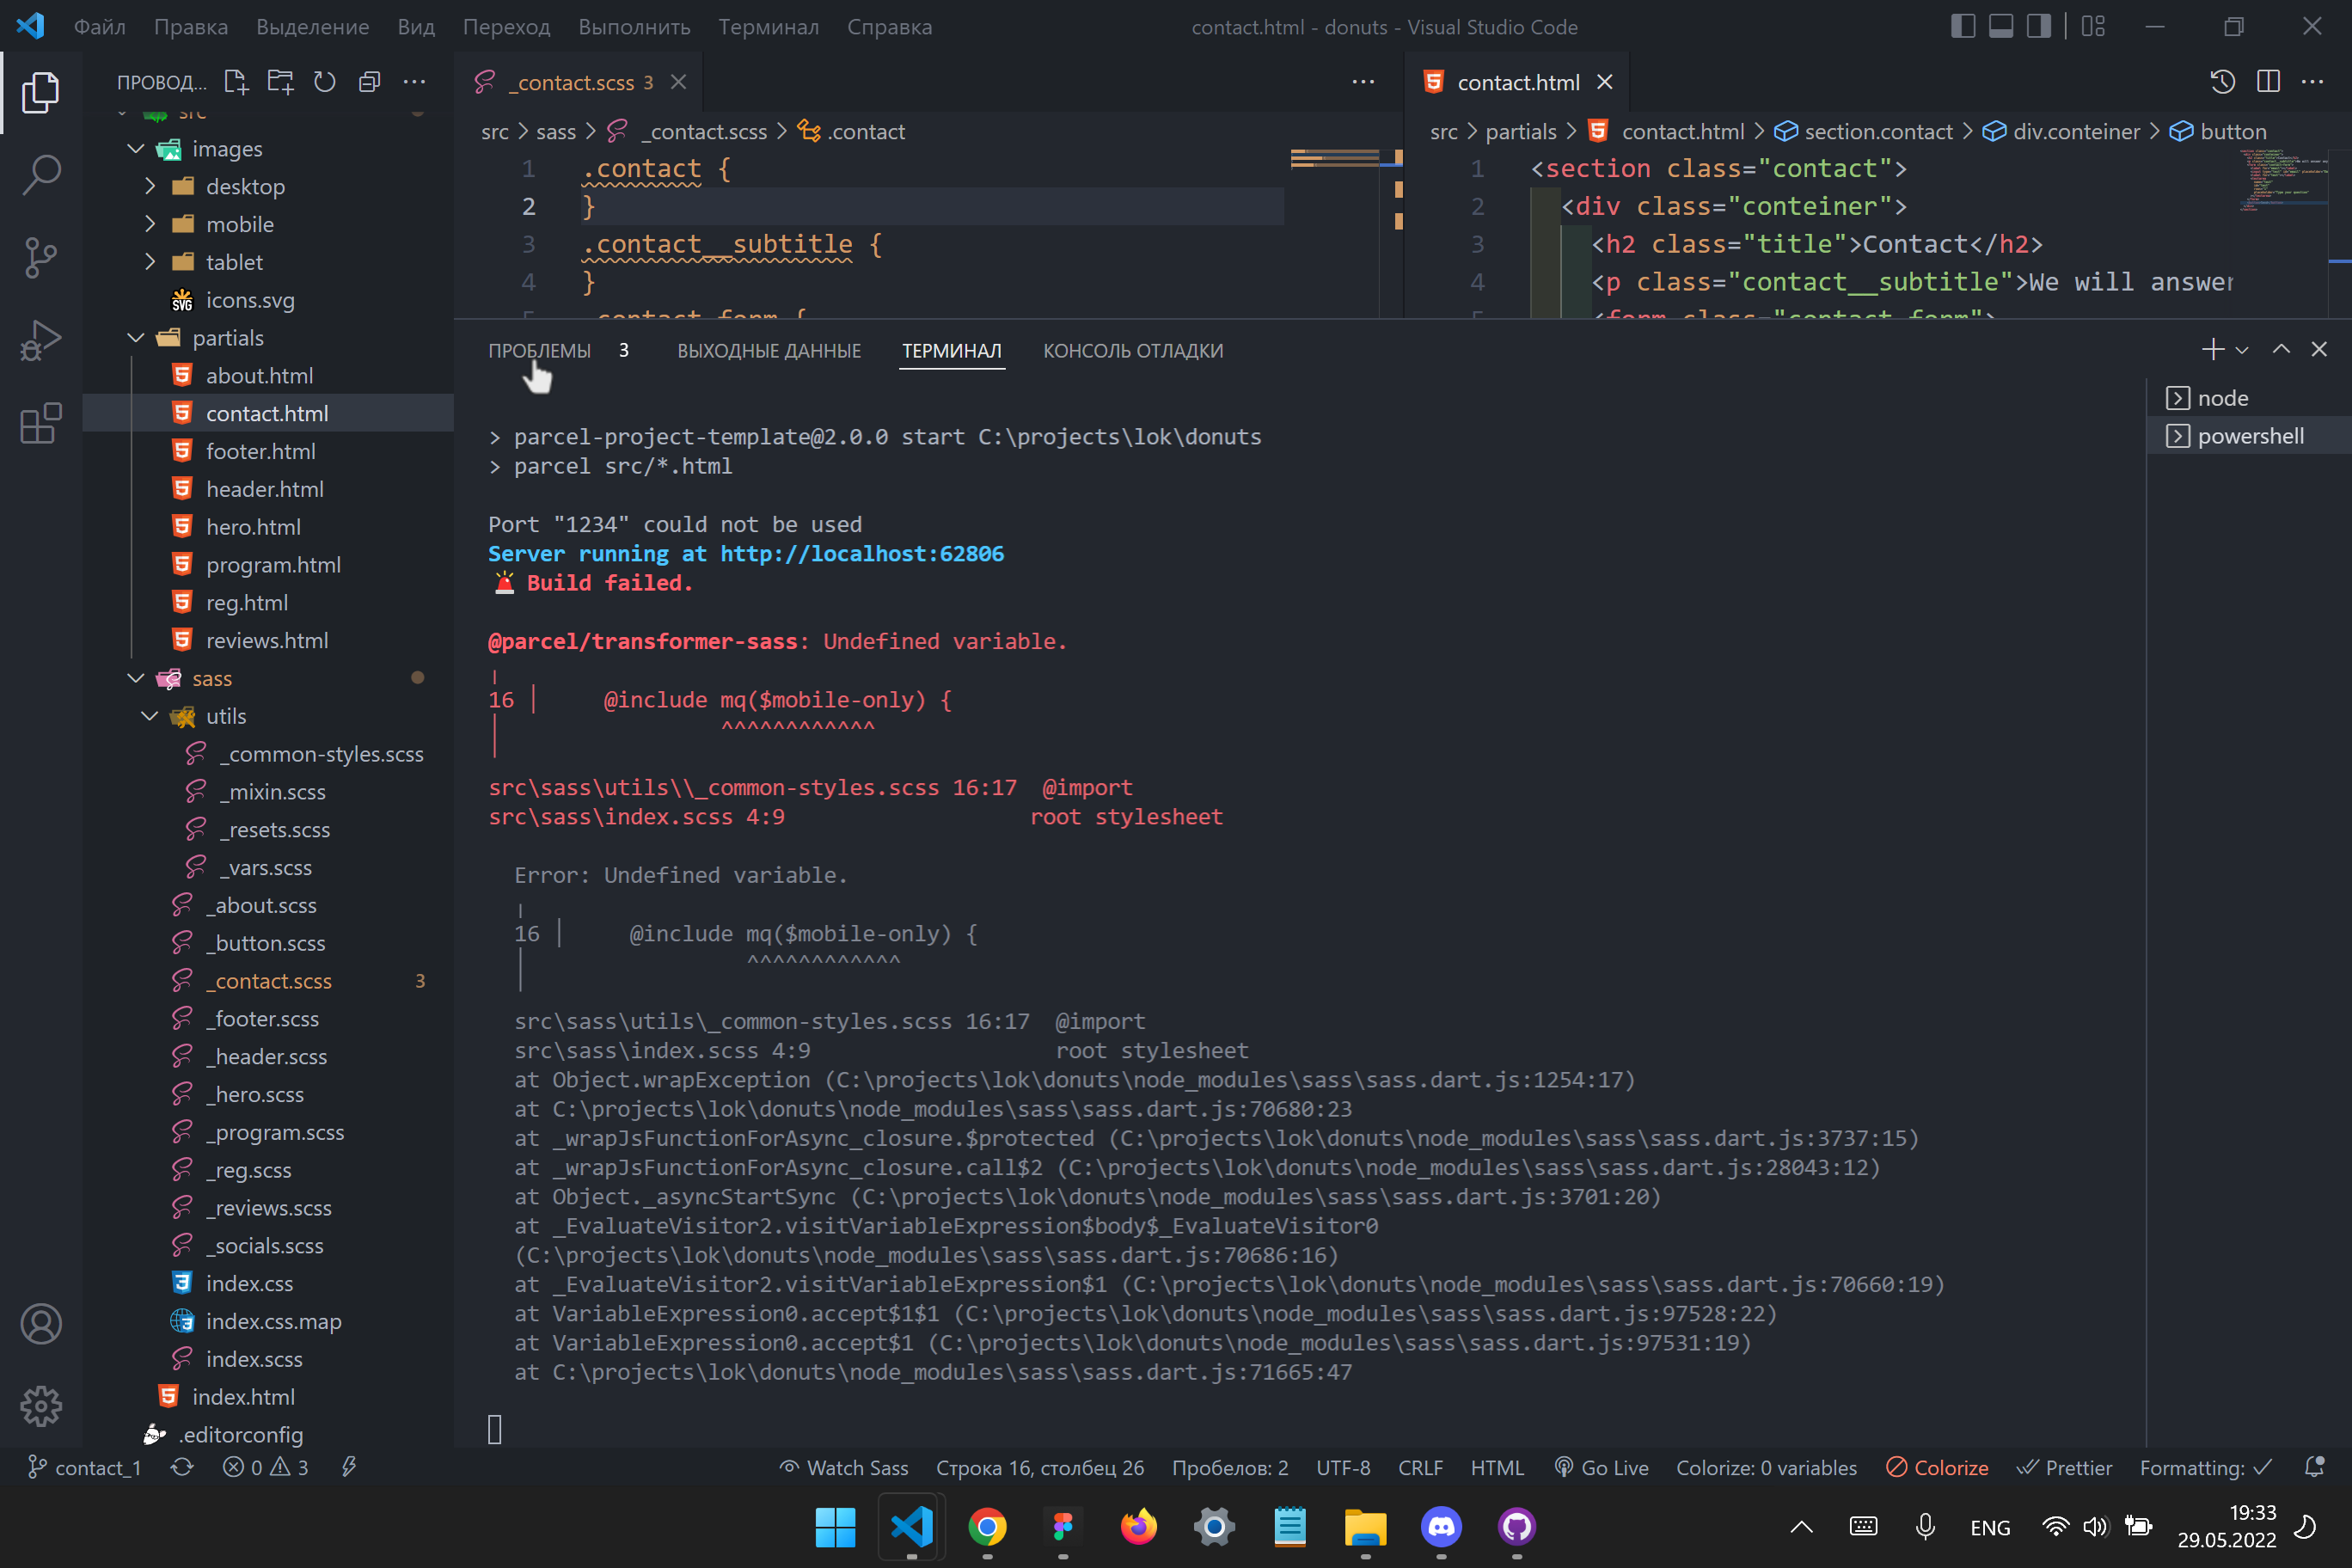 Файл Правка Выделение Вид Переход Выполнить Терминал Справка
contact.html - donuts - Visual Studio Code
ПРОВОД...
src
images
desktop
mobile
tablet
icons.svg
partials
about.html
contact.html
footer.html
header.html
hero.html
program.html
reg.html
reviews.html
sass
utils
_common-styles.scss
_mixin.scss
_resets.scss
_vars.scss
_about.scss
_button.scss
_contact.scss 3
_footer.scss
_header.scss
_hero.scss
_program.scss
_reg.scss
_reviews.scss
_socials.scss
index.css
index.css.map
index.scss
index.html
.editorconfig
_contact.scss 3
src > sass > _contact.scss > .contact
1 .contact {
2 }
3 .contact__subtitle {
4 }
contact.html
src > partials > contact.html > section.contact > div.conteiner > button
1 <section class="contact">
2 <div class="conteiner">
3 <h2 class="title">Contact</h2>
4 <p class="contact__subtitle">We will answer
ПРОБЛЕМЫ 3 ВЫХОДНЫЕ ДАННЫЕ ТЕРМИНАЛ КОНСОЛЬ ОТЛАДКИ
node
powershell
> parcel-project-template@2.0.0 start C:\projects\lok\donuts
> parcel src/*.html
Port "1234" could not be used
Server running at http://localhost:62806
🚨 Build failed.
@parcel/transformer-sass: Undefined variable.
16 │ @include mq($mobile-only) {
^^^^^^^^^^^^
src\sass\utils\\_common-styles.scss 16:17 @import
src\sass\index.scss 4:9 root stylesheet
Error: Undefined variable.
16 │ @include mq($mobile-only) {
^^^^^^^^^^^^
src\sass\utils\_common-styles.scss 16:17 @import
src\sass\index.scss 4:9 root stylesheet
at Object.wrapException (C:\projects\lok\donuts\node_modules\sass\sass.dart.js:1254:17)
at C:\projects\lok\donuts\node_modules\sass\sass.dart.js:70680:23
at _wrapJsFunctionForAsync_closure.$protected (C:\projects\lok\donuts\node_modules\sass\sass.dart.js:3737:15)
at _wrapJsFunctionForAsync_closure.call$2 (C:\projects\lok\donuts\node_modules\sass\sass.dart.js:28043:12)
at Object._asyncStartSync (C:\projects\lok\donuts\node_modules\sass\sass.dart.js:3701:20)
at _EvaluateVisitor2.visitVariableExpression$body$_EvaluateVisitor0
(C:\projects\lok\donuts\node_modules\sass\sass.dart.js:70686:16)
at _EvaluateVisitor2.visitVariableExpression$1 (C:\projects\lok\donuts\node_modules\sass\sass.dart.js:70660:19)
at VariableExpression0.accept$1$1 (C:\projects\lok\donuts\node_modules\sass\sass.dart.js:97528:22)
at VariableExpression0.accept$1 (C:\projects\lok\donuts\node_modules\sass\sass.dart.js:97531:19)
at C:\projects\lok\donuts\node_modules\sass\sass.dart.js:71665:47
contact_1 0 3 Watch Sass Строка 16, столбец 26 Пробелов: 2 UTF-8 CRLF HTML Go Live Colorize: 0 variables Colorize Prettier Formatting: ✓
ENG 19:33
29.05.2022